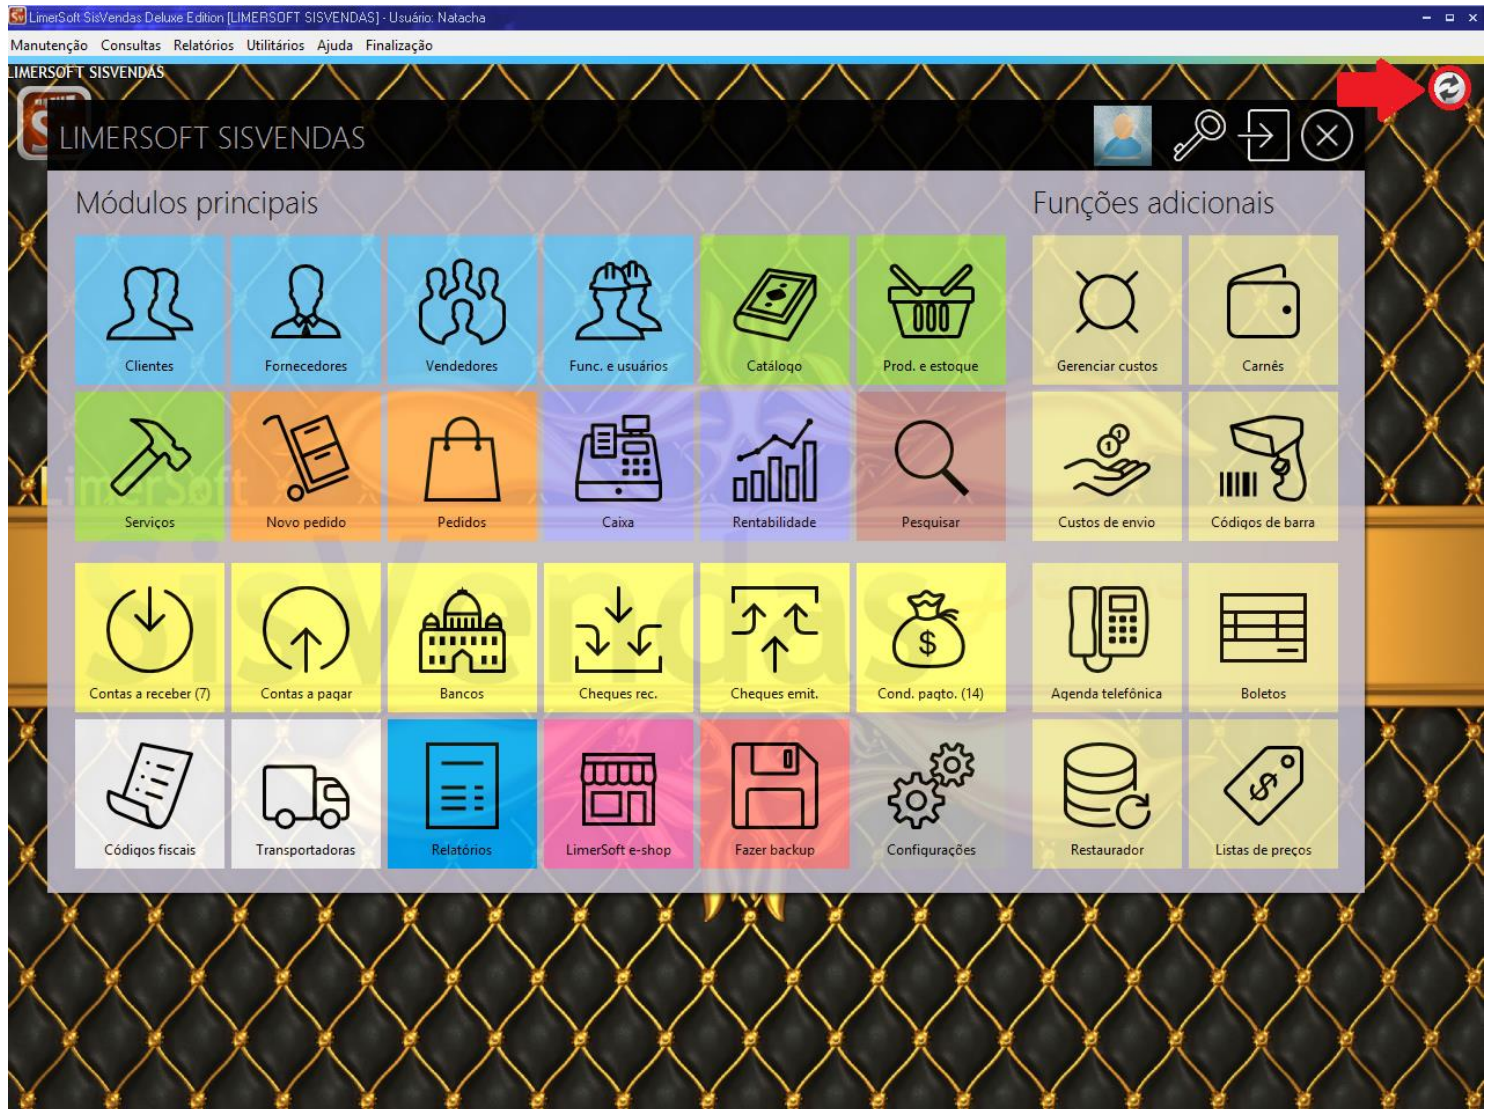 LimerSoft SisVendas Deluxe Edition [LIMERSOFT SISVENDAS] - Usuário: Natacha
Manutenção Consultas Relatórios Utilitários Ajuda Finalização
LIMERSOFT SISVENDAS
LIMERSOFT SISVENDAS
Módulos principais Funções adicionais
Clientes Fornecedores Vendedores Func. e usuários Catálogo Prod. e estoque Gerenciar custos Carnês
Serviços Novo pedido Pedidos Caixa Rentabilidade Pesquisar Custos de envio Códigos de barra
LimerSoft
SisVendas
Contas a receber (7) Contas a pagar Bancos Cheques rec. Cheques emit. Cond. pagto. (14) Agenda telefônica Boletos
Códigos fiscais Transportadoras Relatórios LimerSoft e-shop Fazer backup Configurações Restaurador Listas de preços